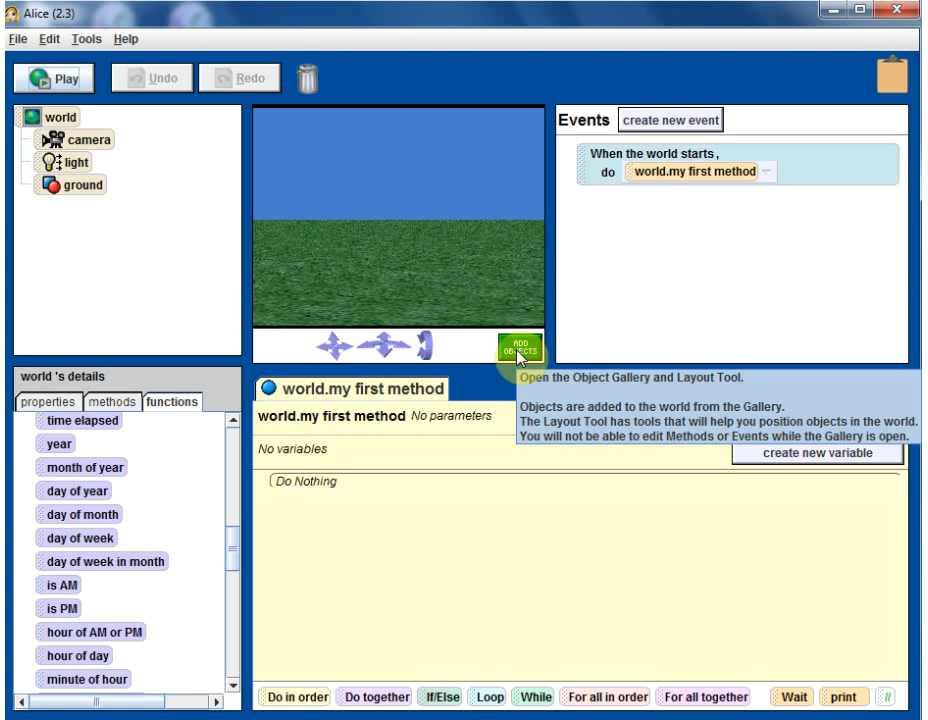 Alice (2.3)
File Edit Tools Help
Play Undo Redo
world
camera
light
ground
ADD
OBJECTS
Events create new event
When the world starts,
do world.my first method
world 's details
properties methods functions
time elapsed
year
month of year
day of year
day of month
day of week
day of week in month
is AM
is PM
hour of AM or PM
hour of day
minute of hour
world.my first method
world.my first method No parameters
Open the Object Gallery and Layout Tool.
Objects are added to the world from the Gallery.
The Layout Tool has tools that will help you position objects in the world.
You will not be able to edit Methods or Events while the Gallery is open.
No variables
create new variable
Do Nothing
Do in order Do together If/Else Loop While For all in order For all together Wait print //